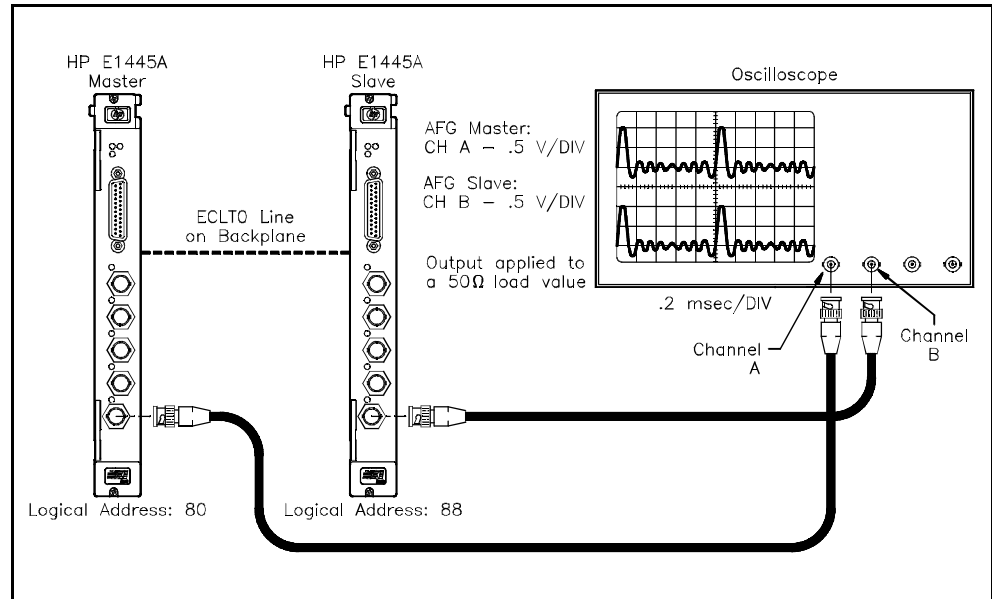 HP E1445A
Master
HP E1445A
Slave
Oscilloscope
AFG Master:
CH A – .5 V/DIV
AFG Slave:
CH B – .5 V/DIV
ECLT0 Line
on Backplane
Output applied to
a 50Ω load value
.2 msec/DIV
Channel
A
Channel
B
Logical Address: 80
Logical Address: 88